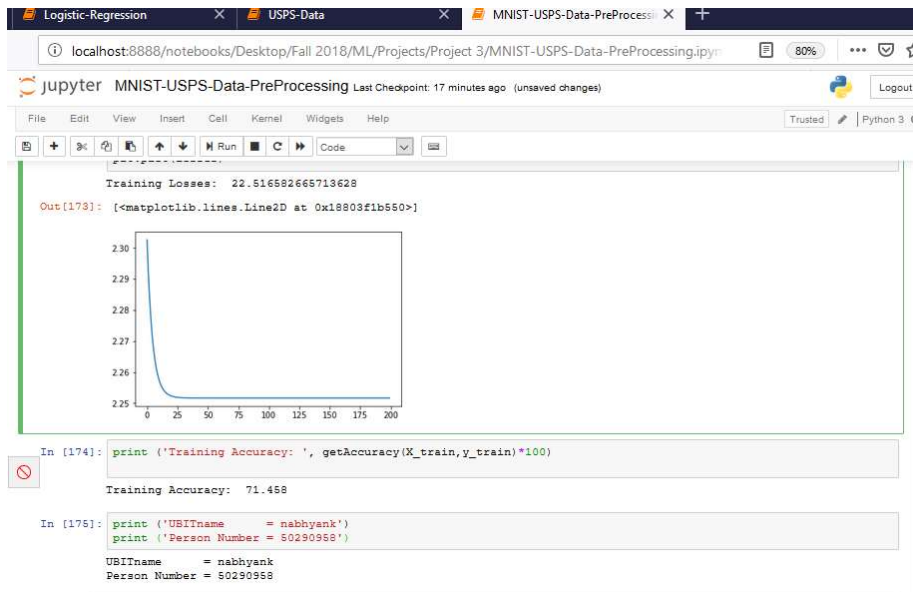 Logistic-Regression
USPS-Data
MNIST-USPS-Data-PreProcessi
localhost:8888/notebooks/Desktop/Fall 2018/ML/Projects/Project 3/MNIST-USPS-Data-PreProcessing.ipyn
80%
jupyter MNIST-USPS-Data-PreProcessing Last Checkpoint: 17 minutes ago (unsaved changes)
Logout
File Edit View Insert Cell Kernel Widgets Help
Trusted Python 3
Run Code
Training Losses: 22.516582665713628
Out[173]: [<matplotlib.lines.Line2D at 0x18803f1b550>]
2.30
2.29
2.28
2.27
2.26
2.25
0 25 50 75 100 125 150 175 200
In [174]: print ('Training Accuracy: ', getAccuracy(X_train,y_train)*100)
Training Accuracy: 71.458
In [175]: print ('UBITname = nabhyank')
print ('Person Number = 50290958')
UBITname = nabhyank
Person Number = 50290958